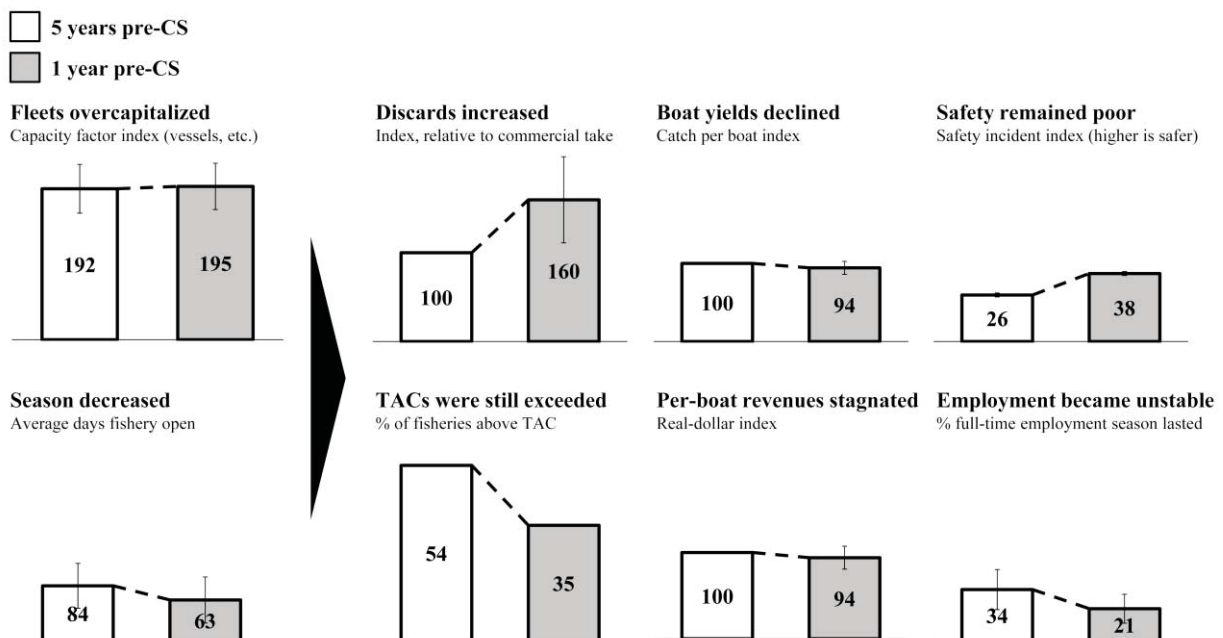 5 years pre-CS
1 year pre-CS
Fleets overcapitalized
Capacity factor index (vessels, etc.)
192
195
Discards increased
Index, relative to commercial take
100
160
Boat yields declined
Catch per boat index
100
94
Safety remained poor
Safety incident index (higher is safer)
26
38
Season decreased
Average days fishery open
84
63
TACs were still exceeded
% of fisheries above TAC
54
35
Per-boat revenues stagnated
Real-dollar index
100
94
Employment became unstable
% full-time employment season lasted
34
21